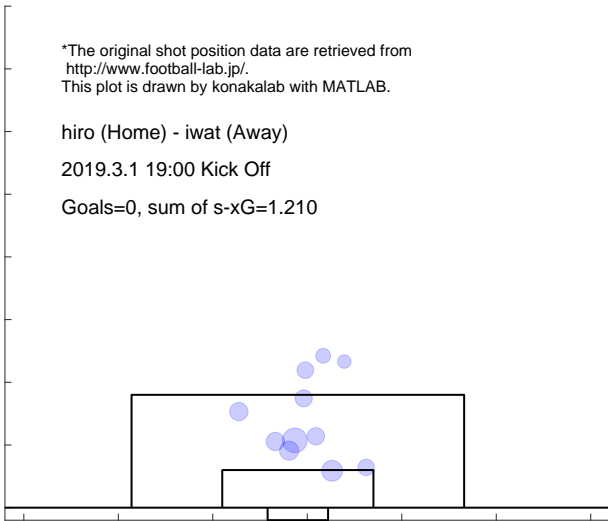 *The original shot position data are retrieved from
http://www.football-lab.jp/.
This plot is drawn by konakalab with MATLAB.
hiro (Home) - iwat (Away)
2019.3.1 19:00 Kick Off
Goals=0, sum of s-xG=1.210